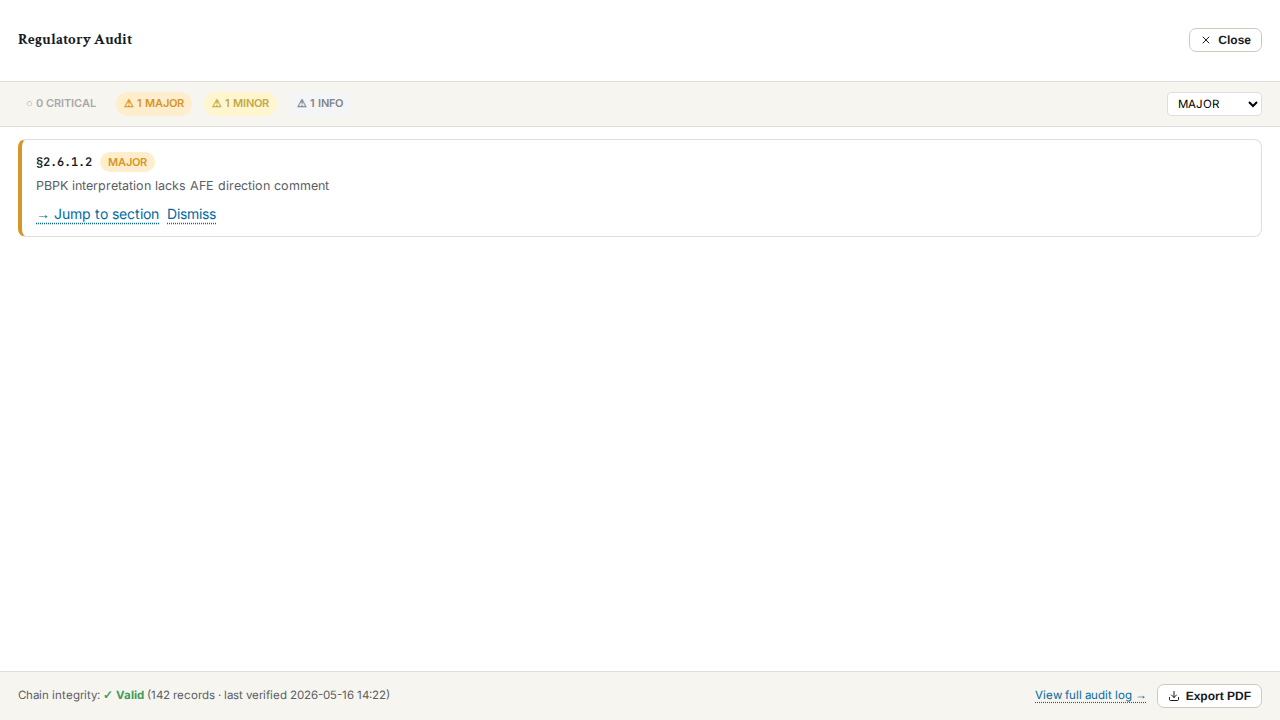 Regulatory Audit
× Close
○ 0 CRITICAL ⚠ 1 MAJOR ⚠ 1 MINOR ⚠ 1 INFO
MAJOR
§2.6.1.2 MAJOR
PBPK interpretation lacks AFE direction comment
→ Jump to section Dismiss
Chain integrity: ✓ Valid (142 records · last verified 2026-05-16 14:22)
View full audit log →
Export PDF